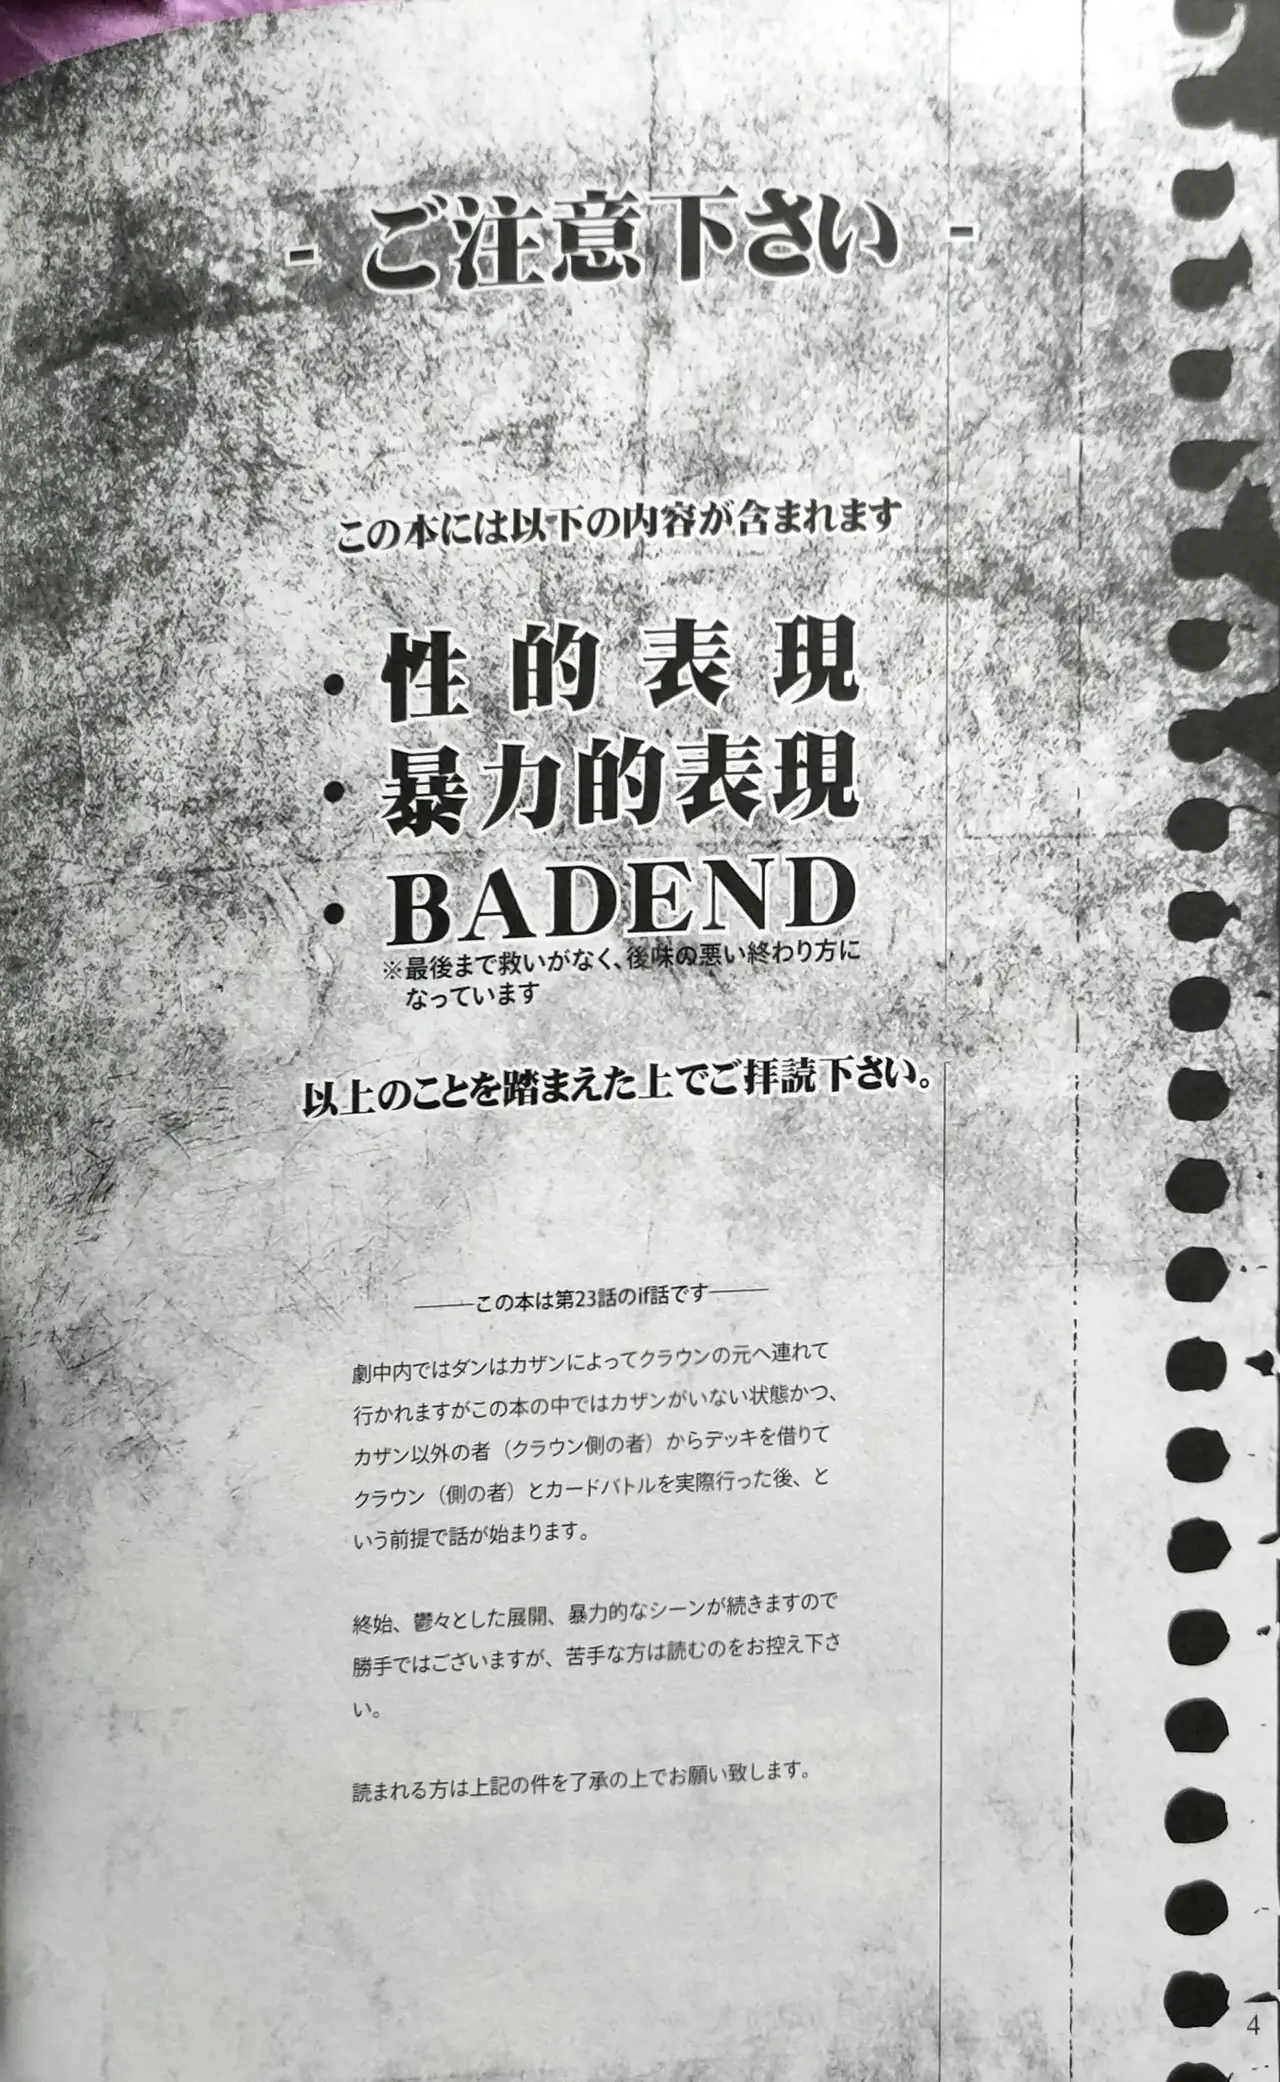 - ご注意下さい -
この本には以下の内容が含まれます
・性的表現
・暴力的表現
・BADEND
※最後まで救いがなく、後味の悪い終わり方に
なっています
以上のことを踏まえた上でご拝読下さい。
───この本は第23話のif話です───
劇中内ではダンはカザンによってクラウンの元へ連れて
行かれますがこの本の中ではカザンがいない状態かつ、
カザン以外の者（クラウン側の者）からデッキを借りて
クラウン（側の者）とカードバトルを実際行った後、と
いう前提で話が始まります。
終始、鬱々とした展開、暴力的なシーンが続きますので
勝手ではございますが、苦手な方は読むのをお控え下さ
い。
読まれる方は上記の件を了承の上でお願い致します。
4